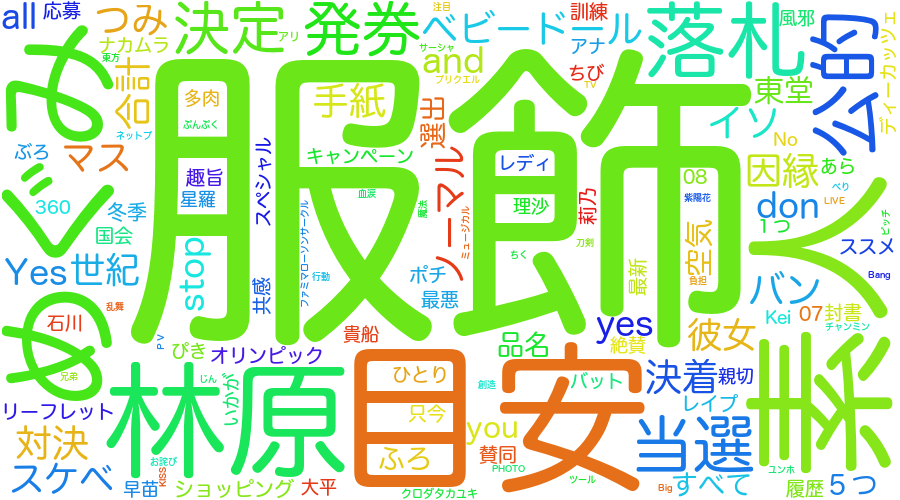 all
応募
つみ
決定
発券
ベビードール
注目
訓練
落札
風邪
公的
ディーカッツェ
ナカムラ
アリ
東方
サーシャ
and
アナ
ちび
プリクエル
TV
めぐみ
合計
多肉
手紙
選出
東堂
服飾
ネットプ
ぶんぷく
イソ
No
ぶろ
マス
趣旨
スペシャル
キャンペーン
ノーマル
レディ
因縁
あら
360
冬季
星羅
血涙
魔法
理沙
莉乃
08
紫陽花
べり
素人
国会
ファミマローソンサークル
ミュージカル
刀剣
1つ
don
LIVE
ビッチ
Yes
世紀
stop
共感
行動
ポチ
ちく
最新
空気
負担
ススメ
Bang
石川
乱舞
PV
貴船
最悪
yes
バン
Kei
07
封書
チャンミン
兄弟
ぴき
オリンピック
品名
絶賛
彼女
林原
じん
目安
ひとり
創造
バット
決着
親切
リーフレット
いかが
只今
レイプ
対決
お詫び
ふろ
you
賛同
当選
スケベ
KISS
PHOTO
すべて
ユンホ
早苗
ショッピング
大平
クロダタカユキ
ツール
Big
履歴
5つ